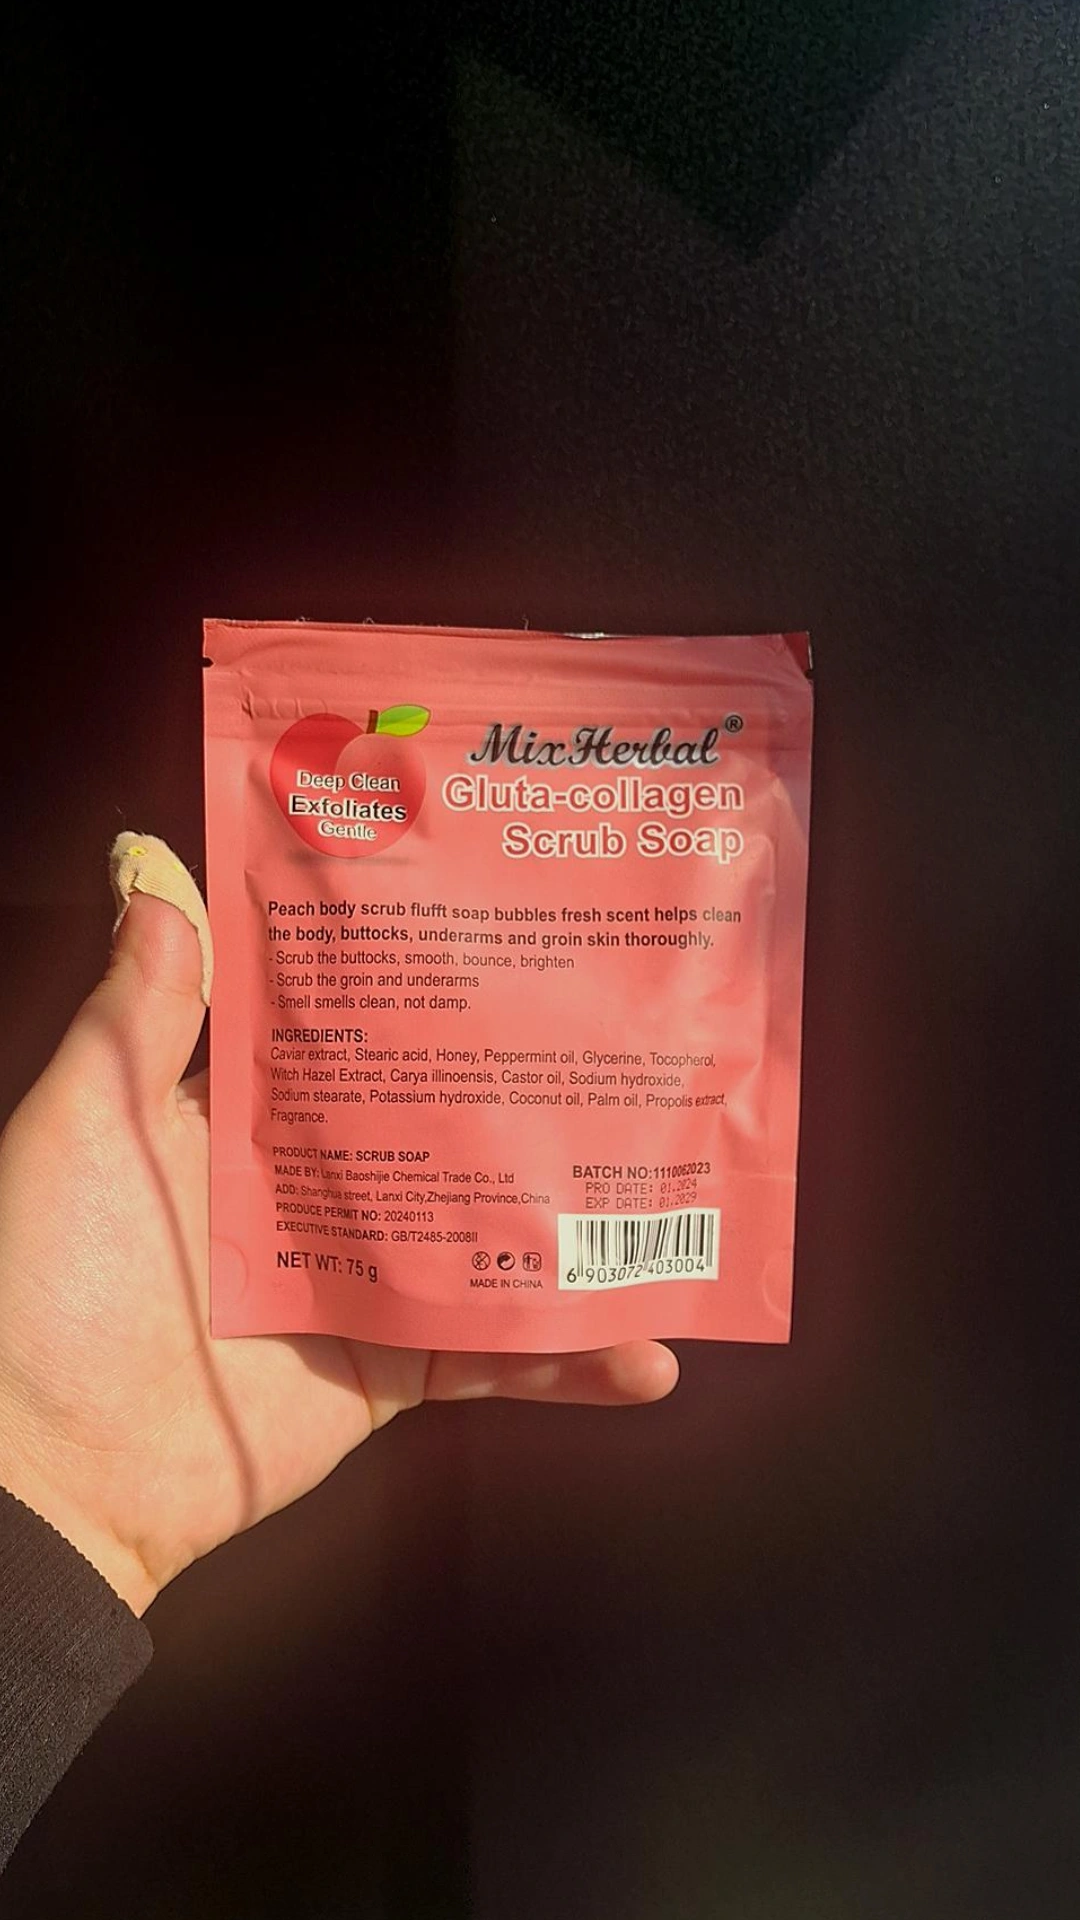 Deep Clean
Exfoliates
Gentle
MixHerbal®
Gluta-collagen
Scrub Soap
Peach body scrub flufft soap bubbles fresh scent helps clean
the body, buttocks, underarms and groin skin thoroughly.
- Scrub the buttocks, smooth, bounce, brighten
- Scrub the groin and underarms
- Smell smells clean, not damp.
INGREDIENTS:
Caviar extract, Stearic acid, Honey, Peppermint oil, Glycerine, Tocopherol,
Witch Hazel Extract, Carya illinoensis, Castor oil, Sodium hydroxide,
Sodium stearate, Potassium hydroxide, Coconut oil, Palm oil, Propolis extract,
Fragrance.
PRODUCT NAME: SCRUB SOAP
MADE BY: Lanxi Baoshijie Chemical Trade Co., Ltd
ADD: Shanghua street, Lanxi City,Zhejiang Province,China
PRODUCE PERMIT NO: 20240113
EXECUTIVE STANDARD: GB/T2485-2008II
NET WT: 75 g
BATCH NO:1110062023
PRO DATE: 01.2024
EXP DATE: 01.2029
MADE IN CHINA
6 903072 403004